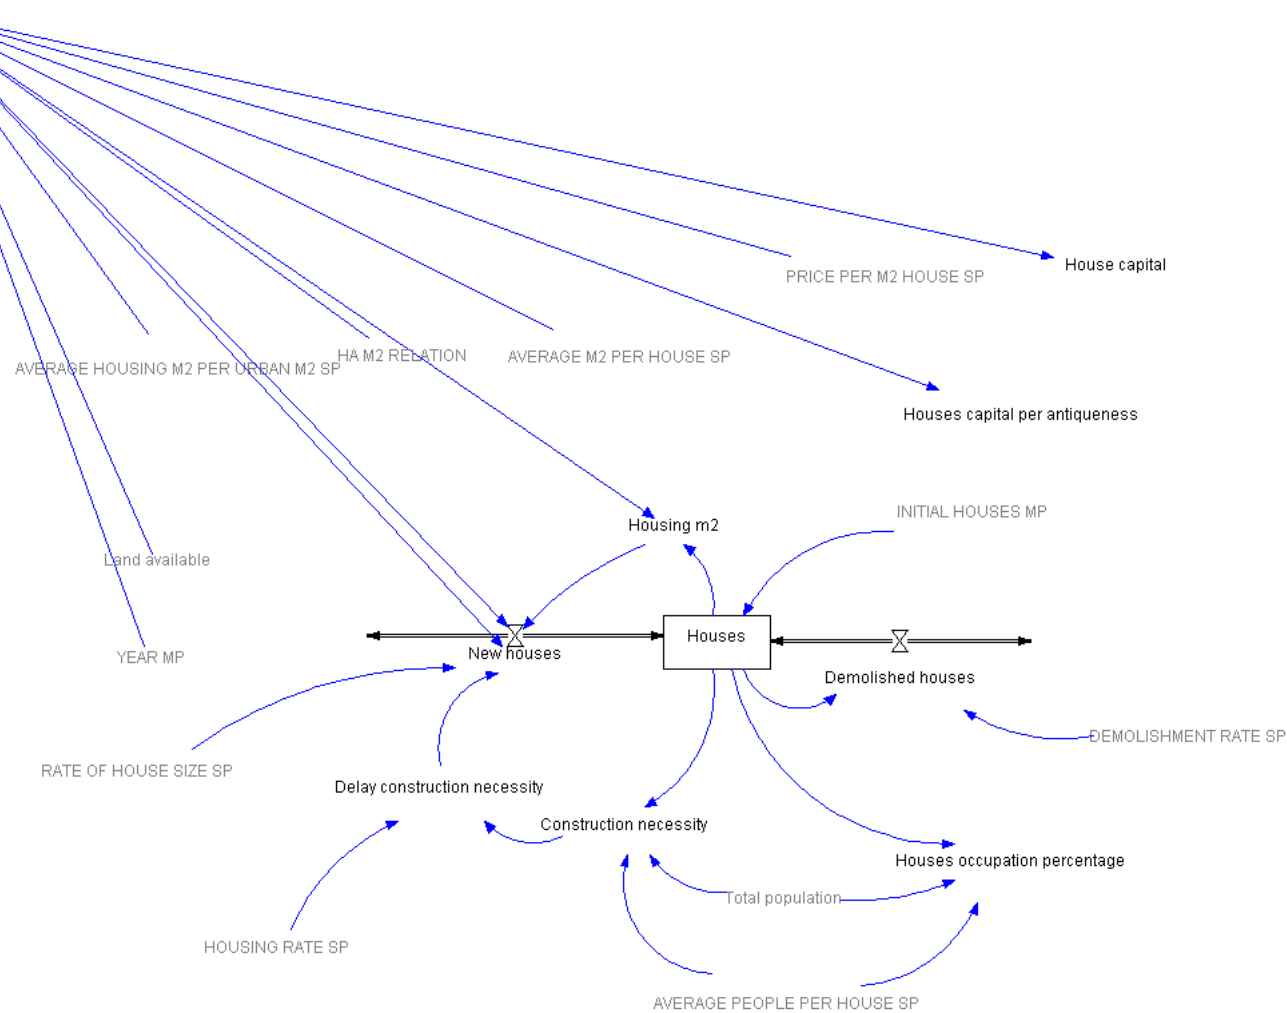 House capital
PRICE PER M2 HOUSE SP
HA M2 RELATION
AVERAGE M2 PER HOUSE SP
AVERAGE HOUSING M2 PER URBAN M2 SP
Houses capital per antiqueness
INITIAL HOUSES MP
Housing m2
Land available
Houses
New houses
YEAR MP
Demolished houses
DEMOLISHMENT RATE SP
RATE OF HOUSE SIZE SP
Delay construction necessity
Construction necessity
Houses occupation percentage
Total population
HOUSING RATE SP
AVERAGE PEOPLE PER HOUSE SP